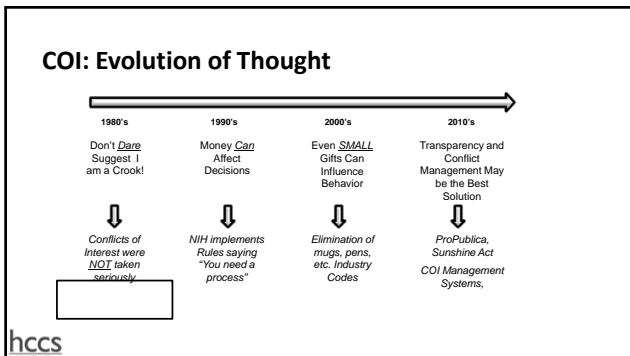 COI: Evolution of Thought
1980's
1990's
2000's
2010's
Don't Dare
Suggest I
am a Crook!
Money Can
Affect
Decisions
Even SMALL
Gifts Can
Influence
Behavior
Transparency and
Conflict
Management May
be the Best
Solution
Conflicts of
Interest were
NOT taken
seriously
NIH implements
Rules saying
"You need a
process"
Elimination of
mugs, pens,
etc. Industry
Codes
ProPublica,
Sunshine Act
COI Management
Systems,
hccs